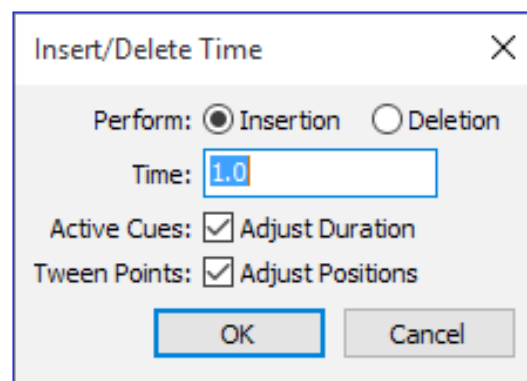 Insert/Delete Time
Perform: Insertion Deletion
Time: 1.0
Active Cues: Adjust Duration
Tween Points: Adjust Positions
OK Cancel